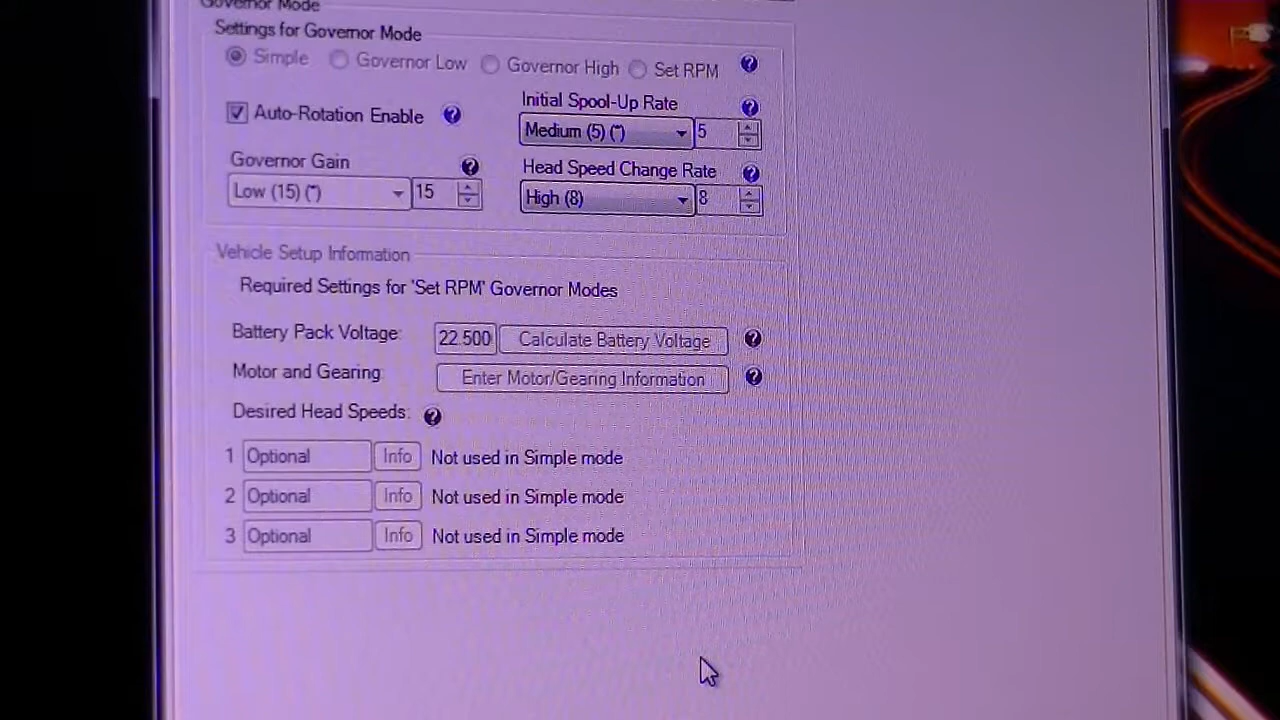 Governor Mode
Settings for Governor Mode
Simple Governor Low Governor High Set RPM
Auto-Rotation Enable
Initial Spool-Up Rate
Medium (5) (*) 5
Governor Gain
Low (15) (*) 15
Head Speed Change Rate
High (8) 8
Vehicle Setup Information
Required Settings for 'Set RPM' Governor Modes
Battery Pack Voltage: 22.500 Calculate Battery Voltage
Motor and Gearing: Enter Motor/Gearing Information
Desired Head Speeds:
1 Optional Info Not used in Simple mode
2 Optional Info Not used in Simple mode
3 Optional Info Not used in Simple mode